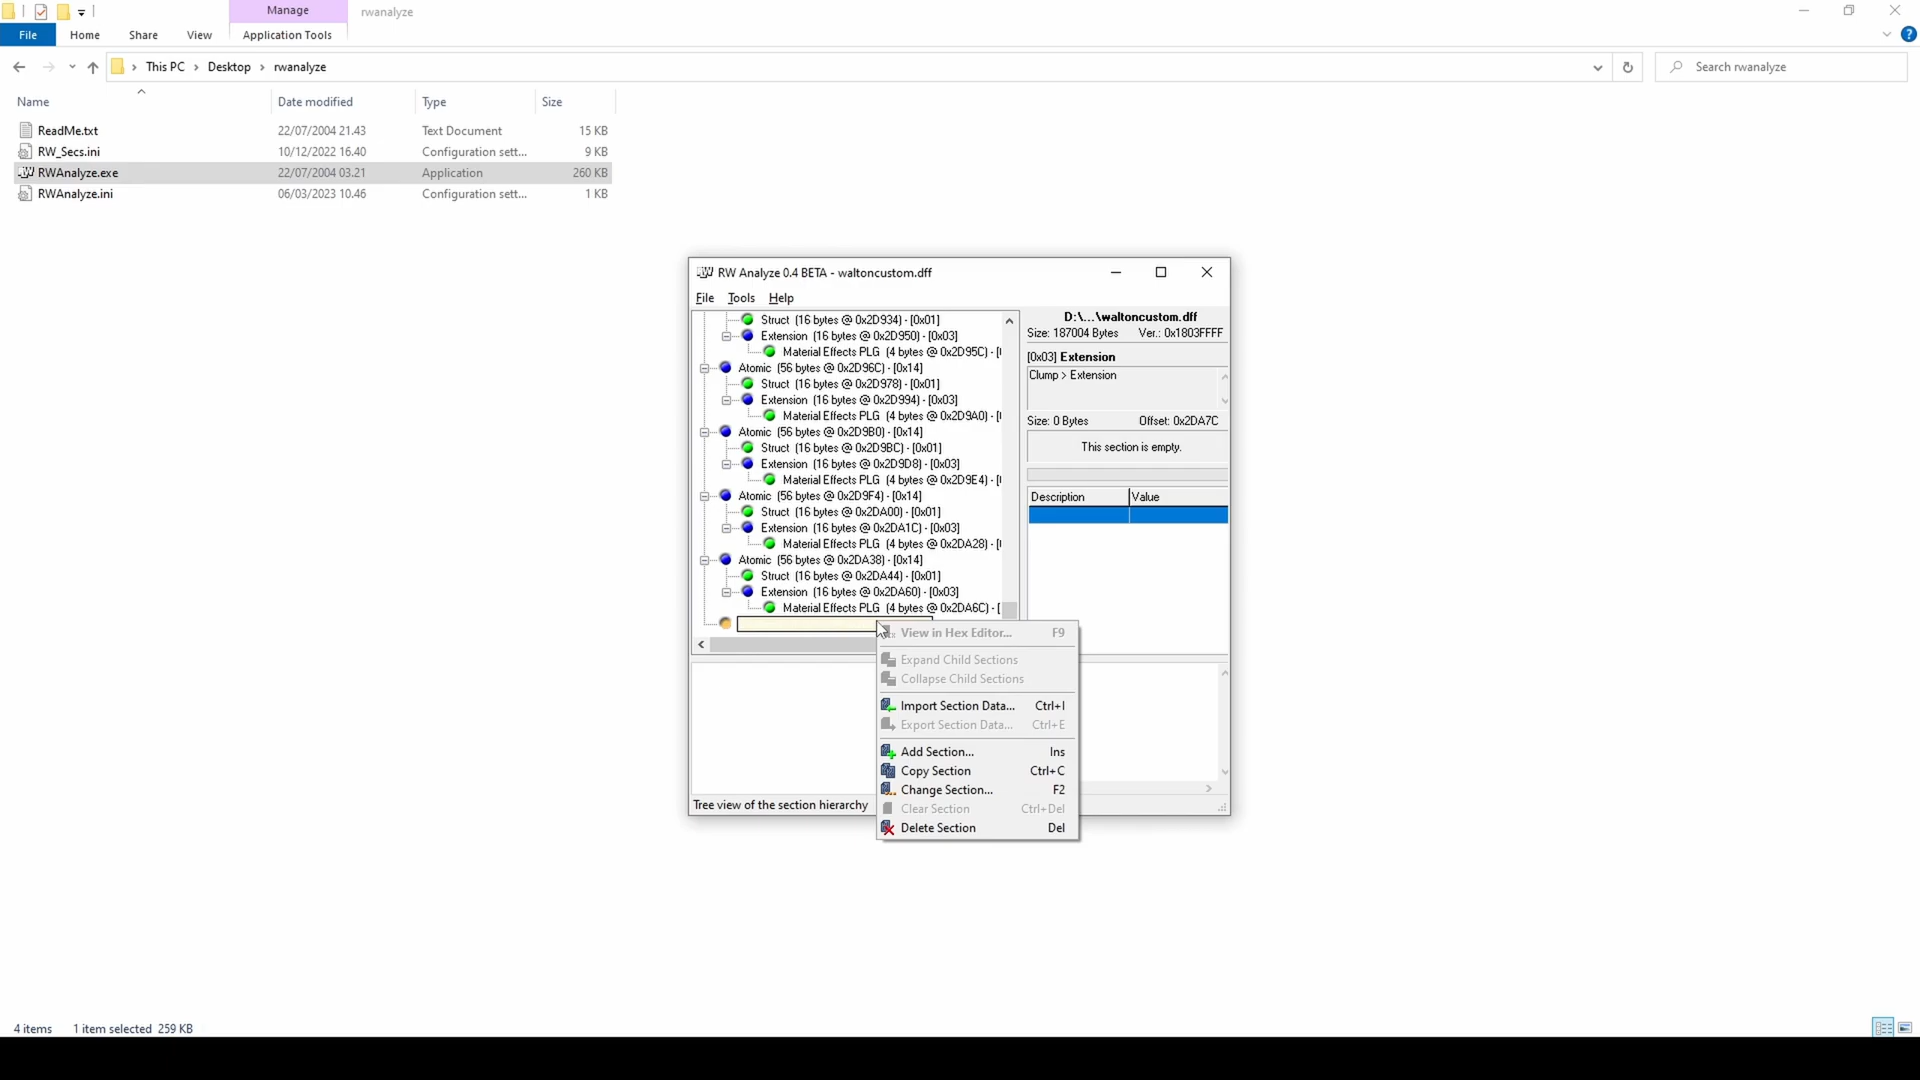 Manage
rwanalyze
File
Home
Share
View
Application Tools
This PC > Desktop > rwanalyze
Search rwanalyze
Name
Date modified
Type
Size
ReadMe.txt 22/07/2004 21.43 Text Document 15 KB
RW_Secs.ini 10/12/2022 16.40 Configuration sett... 9 KB
RWAnalyze.exe 22/07/2004 03.21 Application 260 KB
RWAnalyze.ini 06/03/2023 10.46 Configuration sett... 1 KB
RW Analyze 0.4 BETA - waltoncustom.dff
File Tools Help
Struct (16 bytes @ 0x2D934) - [0x01]
Extension (16 bytes @ 0x2D950) - [0x03]
Material Effects PLG (4 bytes @ 0x2D95C) - [
Atomic (56 bytes @ 0x2D96C) - [0x14]
Struct (16 bytes @ 0x2D978) - [0x01]
Extension (16 bytes @ 0x2D994) - [0x03]
Material Effects PLG (4 bytes @ 0x2D9A0) - [
Atomic (56 bytes @ 0x2D9B0) - [0x14]
Struct (16 bytes @ 0x2D9BC) - [0x01]
Extension (16 bytes @ 0x2D9D8) - [0x03]
Material Effects PLG (4 bytes @ 0x2D9E4) - [
Atomic (56 bytes @ 0x2D9F4) - [0x14]
Struct (16 bytes @ 0x2DA00) - [0x01]
Extension (16 bytes @ 0x2DA1C) - [0x03]
Material Effects PLG (4 bytes @ 0x2DA28) - [
Atomic (56 bytes @ 0x2DA38) - [0x14]
Struct (16 bytes @ 0x2DA44) - [0x01]
Extension (16 bytes @ 0x2DA60) - [0x03]
Material Effects PLG (4 bytes @ 0x2DA6C) - [
D:\...\waltoncustom.dff
Size: 187004 Bytes Ver.: 0x1803FFFF
[0x03] Extension
Clump > Extension
Size: 0 Bytes Offset: 0x2DA7C
This section is empty.
Description Value
View in Hex Editor... F9
Expand Child Sections
Collapse Child Sections
Import Section Data... Ctrl+I
Export Section Data... Ctrl+E
Add Section... Ins
Copy Section Ctrl+C
Change Section... F2
Clear Section Ctrl+Del
Delete Section Del
Tree view of the section hierarchy
4 items 1 item selected 259 KB